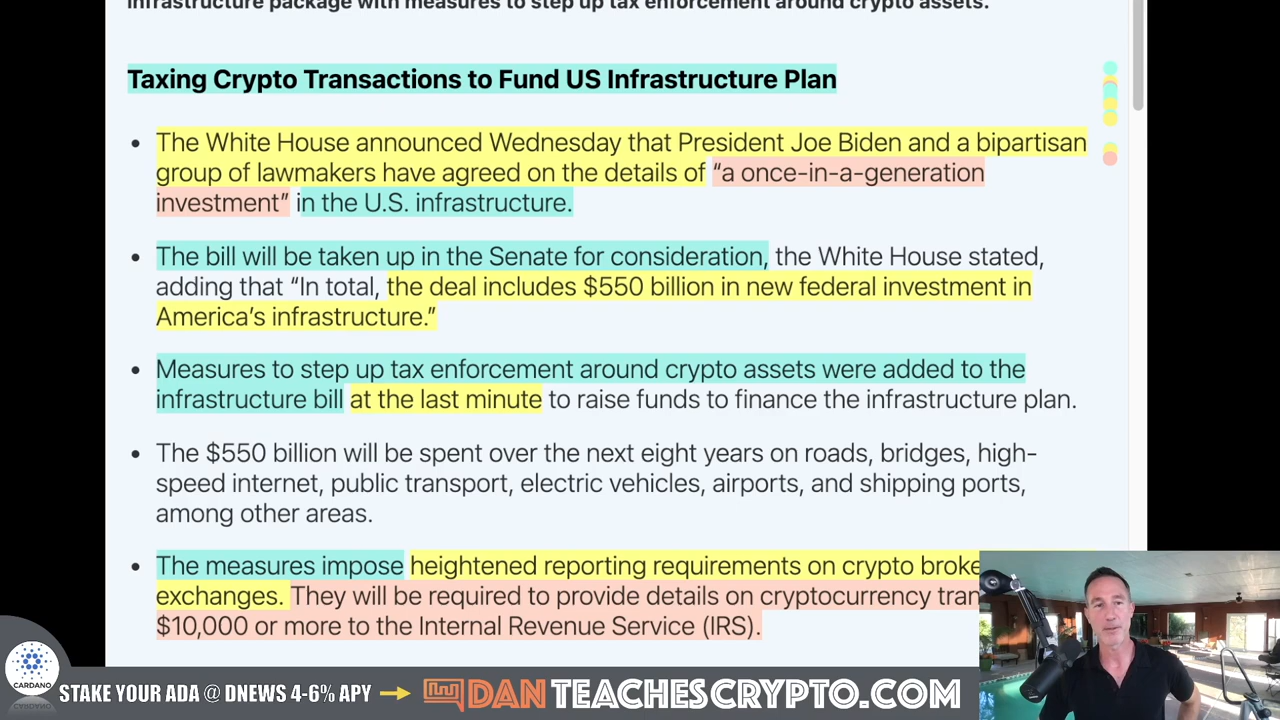 infrastructure package with measures to step up tax enforcement around crypto assets.
Taxing Crypto Transactions to Fund US Infrastructure Plan
• The White House announced Wednesday that President Joe Biden and a bipartisan
group of lawmakers have agreed on the details of “a once-in-a-generation
investment” in the U.S. infrastructure.
• The bill will be taken up in the Senate for consideration, the White House stated,
adding that “In total, the deal includes $550 billion in new federal investment in
America’s infrastructure.”
• Measures to step up tax enforcement around crypto assets were added to the
infrastructure bill at the last minute to raise funds to finance the infrastructure plan.
• The $550 billion will be spent over the next eight years on roads, bridges, high-
speed internet, public transport, electric vehicles, airports, and shipping ports,
among other areas.
• The measures impose heightened reporting requirements on crypto
exchanges. They will be required to provide details on cryptocurrency
$10,000 or more to the Internal Revenue Service (IRS).
CARDANO
STAKE YOUR ADA @ DNEWS 4-6% APY
DANTEACHESCRYPTO.COM